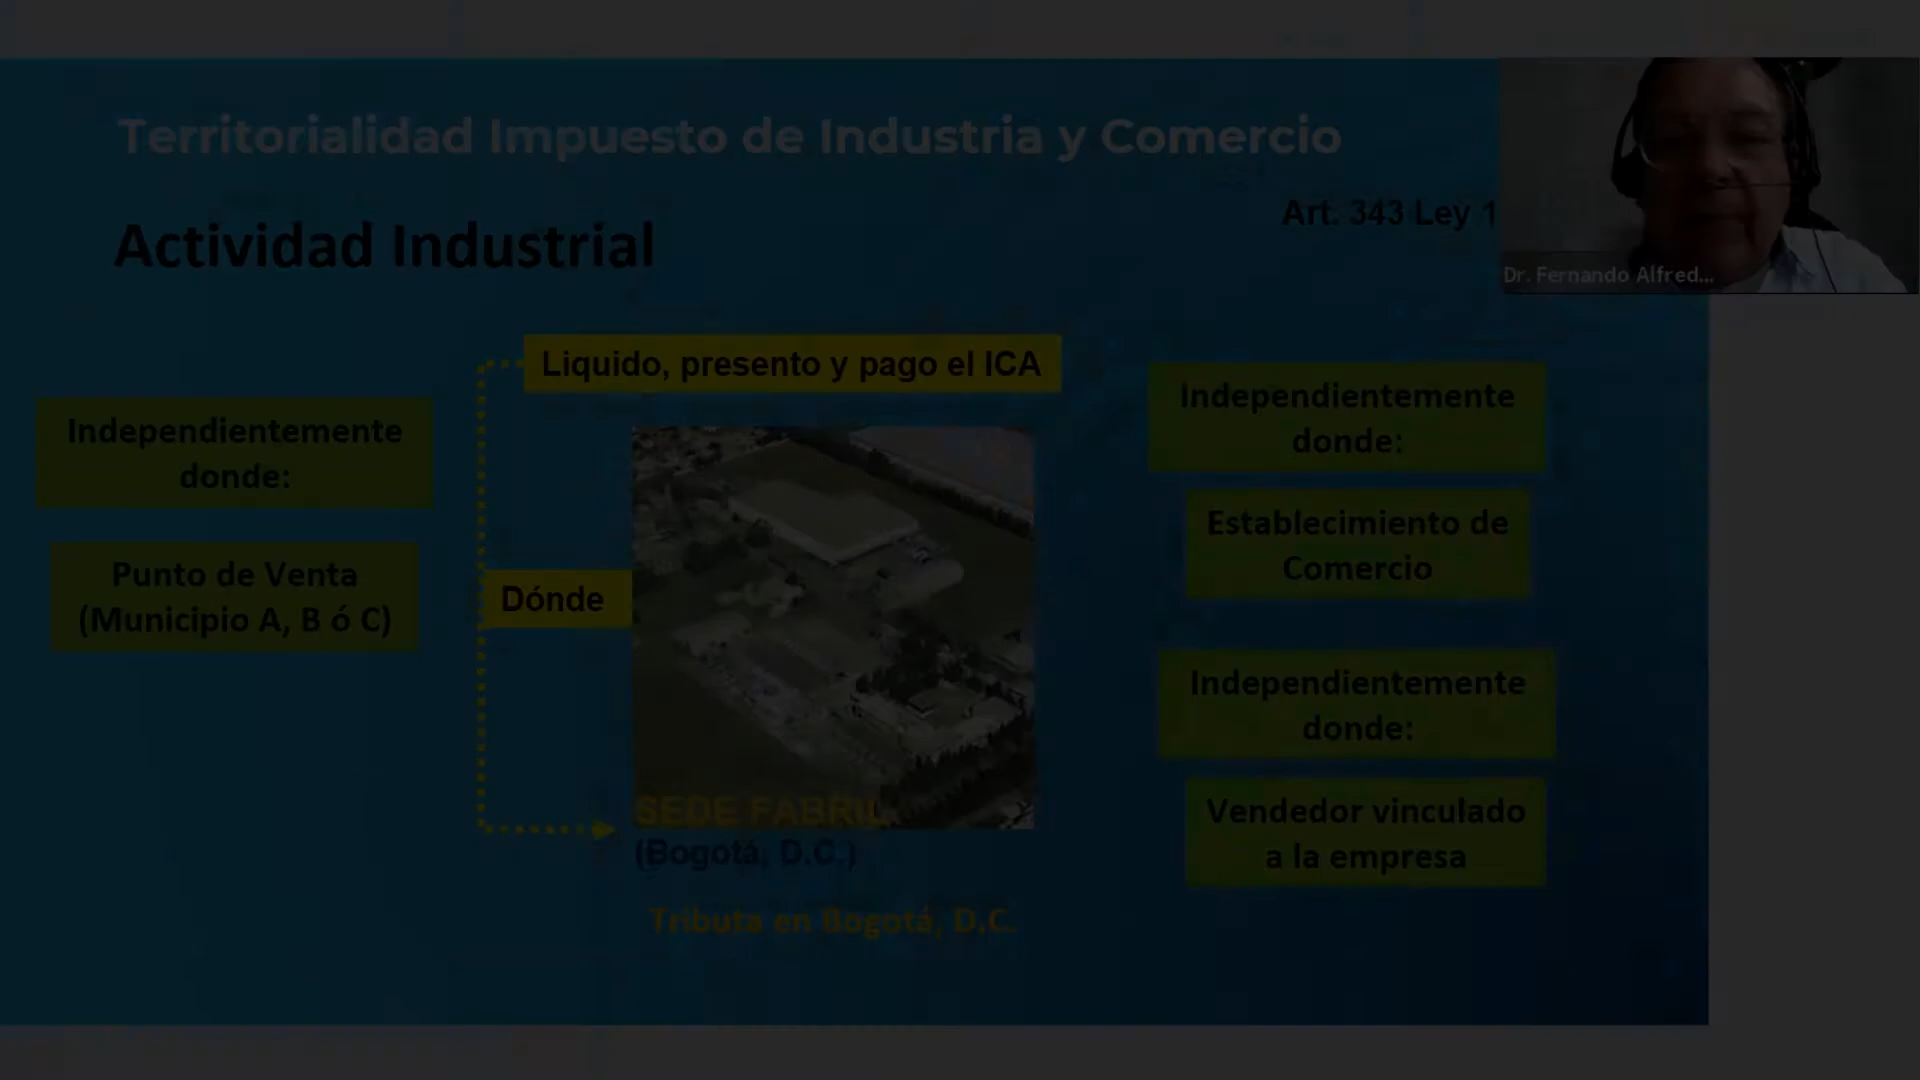 Territorialidad Impuesto de Industria y Comercio
Actividad Industrial
Art. 343 Ley 1
Dr. Fernando Alfred...
Liquido, presento y pago el ICA
Independientemente
donde:
Punto de Venta
(Municipio A, B ó C)
Dónde
SEDE FABRIL
(Bogotá, D.C.)
Tributa en Bogotá, D.C.
Independientemente
donde:
Establecimiento de
Comercio
Independientemente
donde:
Vendedor vinculado
a la empresa